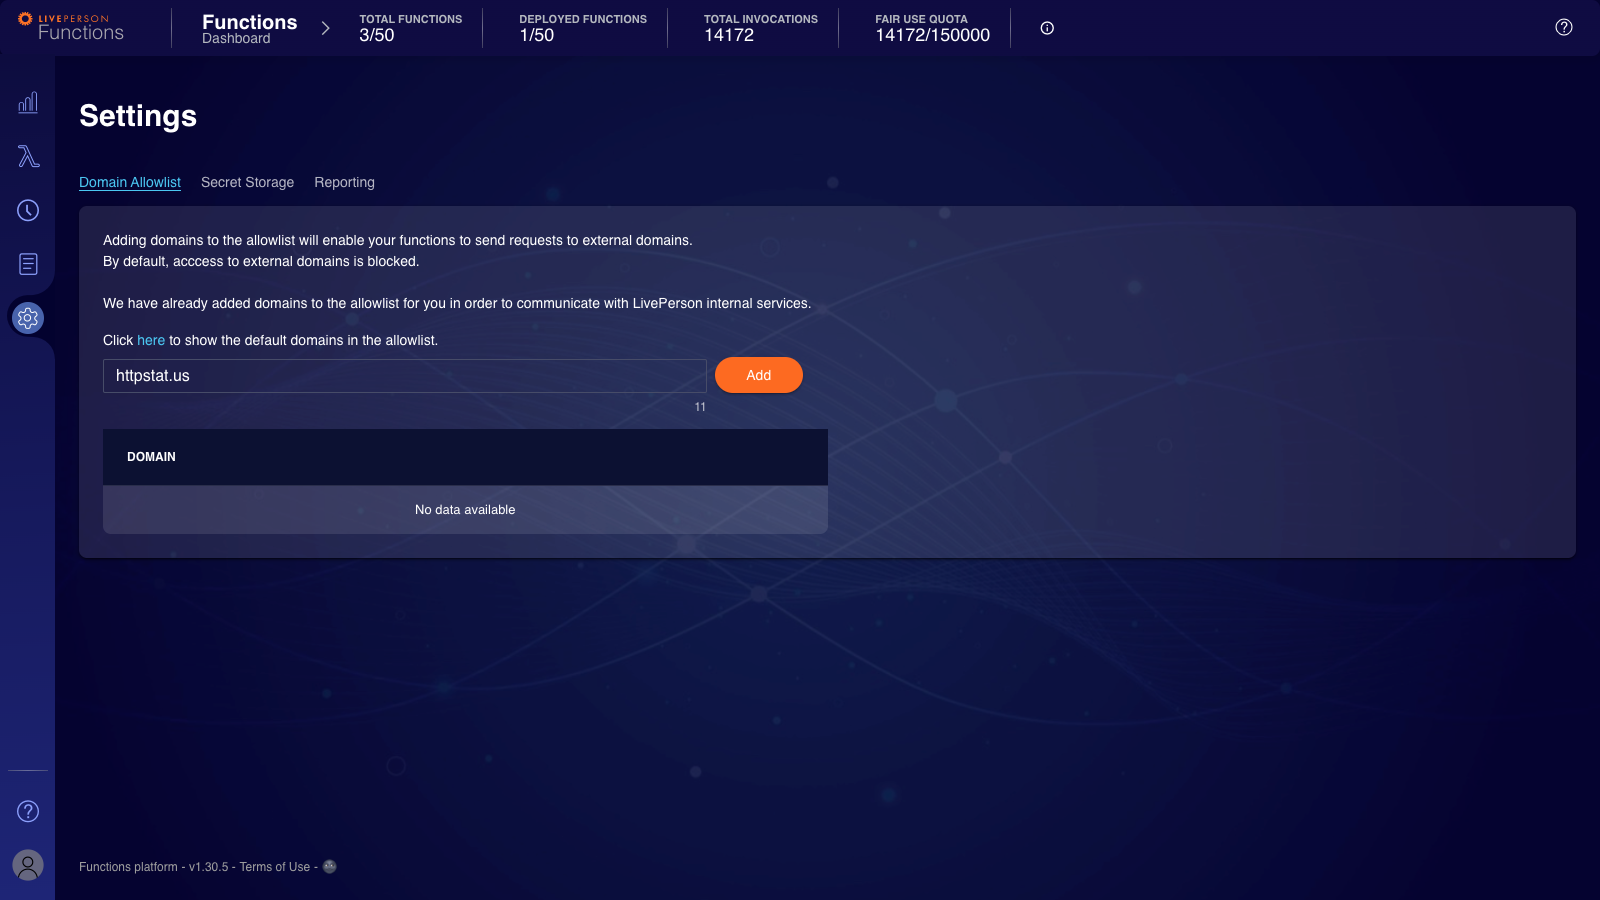 LIVEPERSON
Functions
Functions
Dashboard
TOTAL FUNCTIONS
3/50
DEPLOYED FUNCTIONS
1/50
TOTAL INVOCATIONS
14172
FAIR USE QUOTA
14172/150000
Settings
Domain Allowlist
Secret Storage
Reporting
Adding domains to the allowlist will enable your functions to send requests to external domains.
By default, acccess to external domains is blocked.
We have already added domains to the allowlist for you in order to communicate with LivePerson internal services.
Click here to show the default domains in the allowlist.
httpstat.us
Add
11
DOMAIN
No data available
Functions platform - v1.30.5 - Terms of Use -